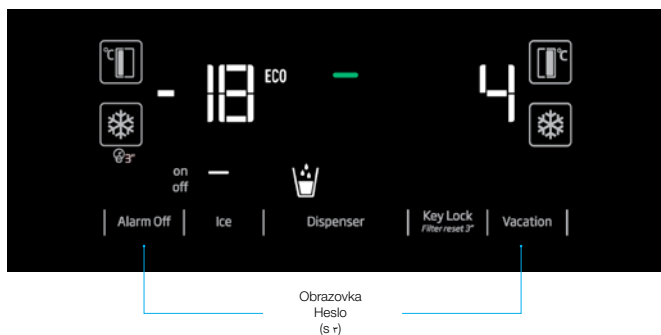 °C
°C
- 18
ECO
4
3"
on
off
Alarm Off
Ice
Dispenser
Key Lock
Filter reset 3"
Vacation
Obrazovka
Heslo